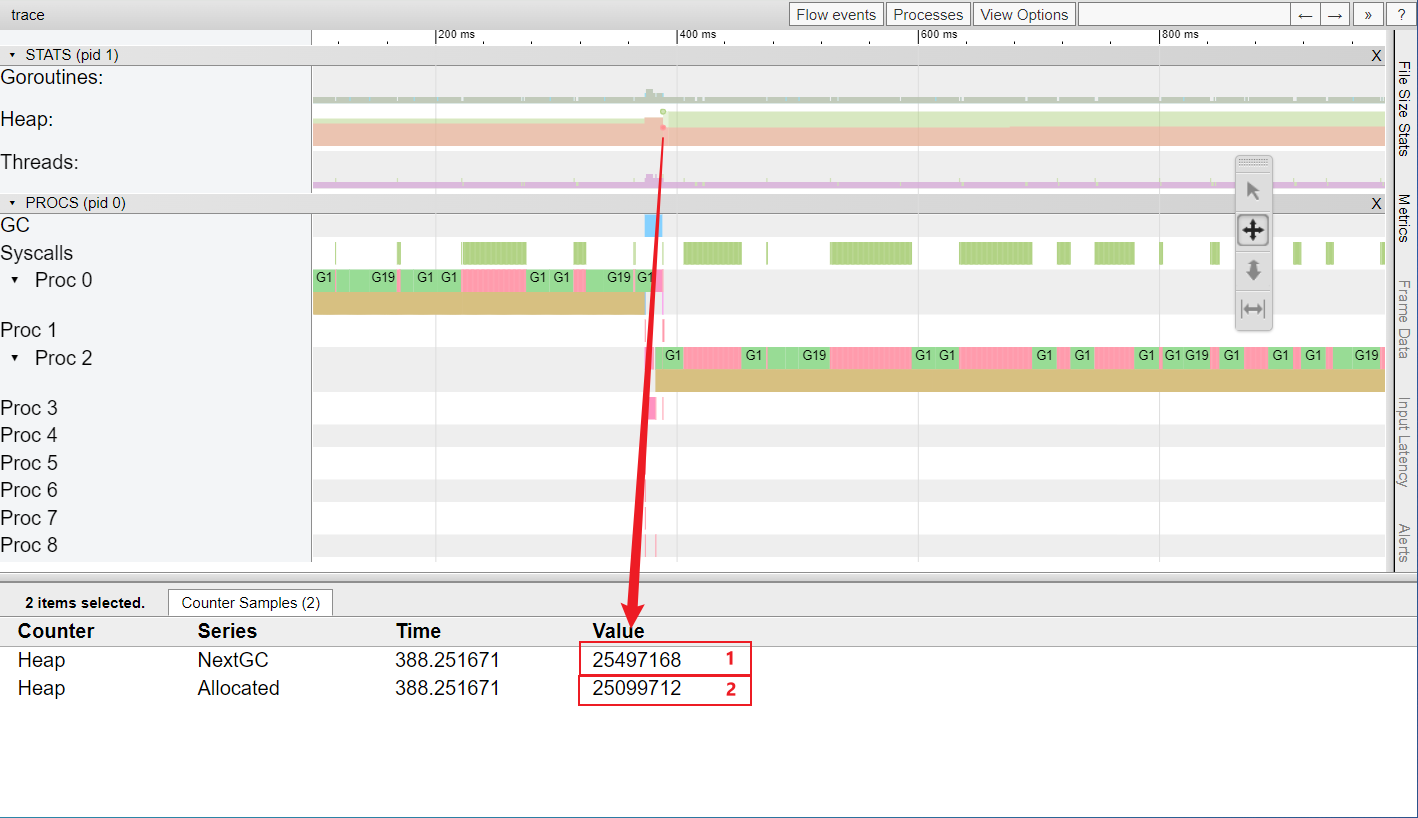 trace
Flow events Processes View Options ← → » ?
200 ms 400 ms 600 ms 800 ms
▾ STATS (pid 1) X
Goroutines:
Heap:
Threads:
▾ PROCS (pid 0) X
GC
Syscalls
▾ Proc 0
G1 G19 G1 G1 G1 G1 G19 G1
Proc 1
▾ Proc 2
G1 G1 G19 G1 G1 G1 G1 G1 G1 G19 G1 G1 G1 G19
Proc 3
Proc 4
Proc 5
Proc 6
Proc 7
Proc 8
File Size Stats
Metrics
Frame Data
Input Latency
Alerts
2 items selected. Counter Samples (2)
Counter Series Time Value
Heap NextGC 388.251671 25497168 1
Heap Allocated 388.251671 25099712 2